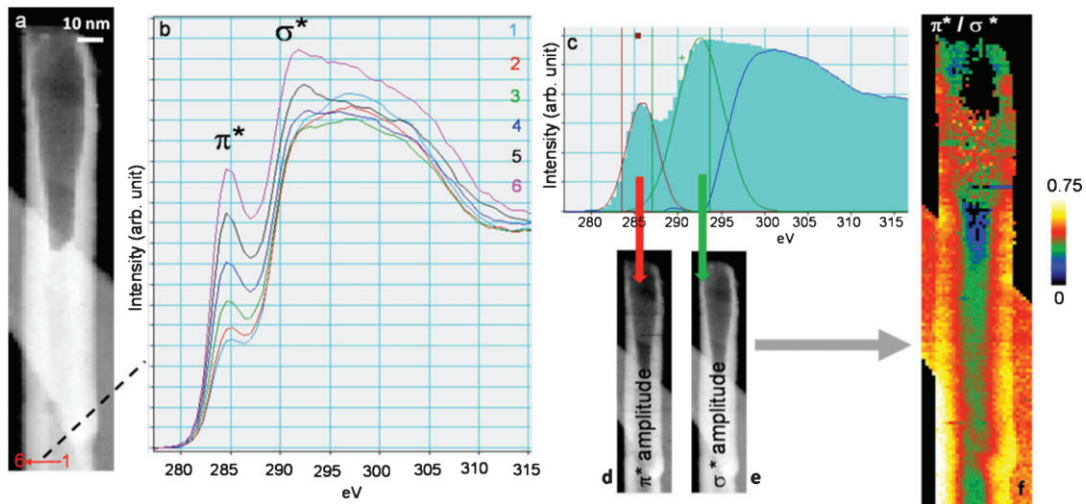 a
10 nm
6 1
b
σ*
π*
1
2
3
4
5
6
Intensity (arb. unit)
280 285 290 295 300 305 310 315
eV
c
Intensity (arb. unit)
280 285 290 295 300 305 310 315
eV
π* amplitude
d
σ* amplitude
e
π* / σ*
0.75
0
f